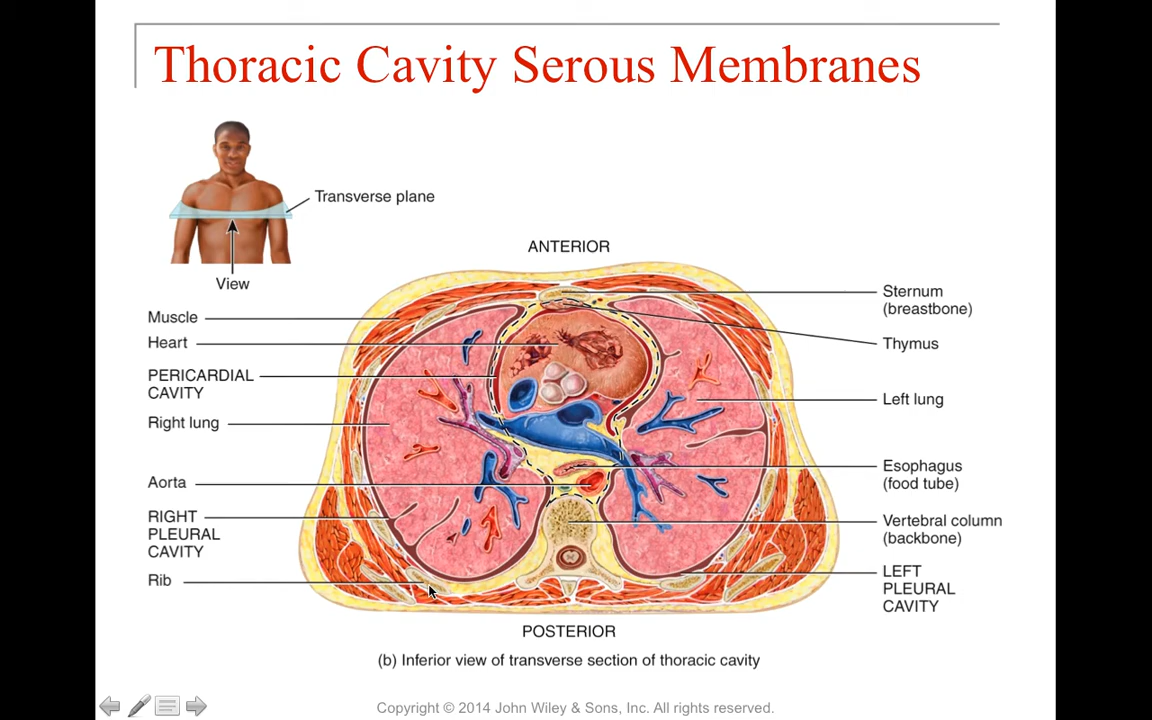 Thoracic Cavity Serous Membranes
Transverse plane
View
ANTERIOR
Muscle
Heart
PERICARDIAL
CAVITY
Right lung
Aorta
RIGHT
PLEURAL
CAVITY
Rib
Sternum
(breastbone)
Thymus
Left lung
Esophagus
(food tube)
Vertebral column
(backbone)
LEFT
PLEURAL
CAVITY
POSTERIOR
(b) Inferior view of transverse section of thoracic cavity
Copyright © 2014 John Wiley & Sons, Inc. All rights reserved.